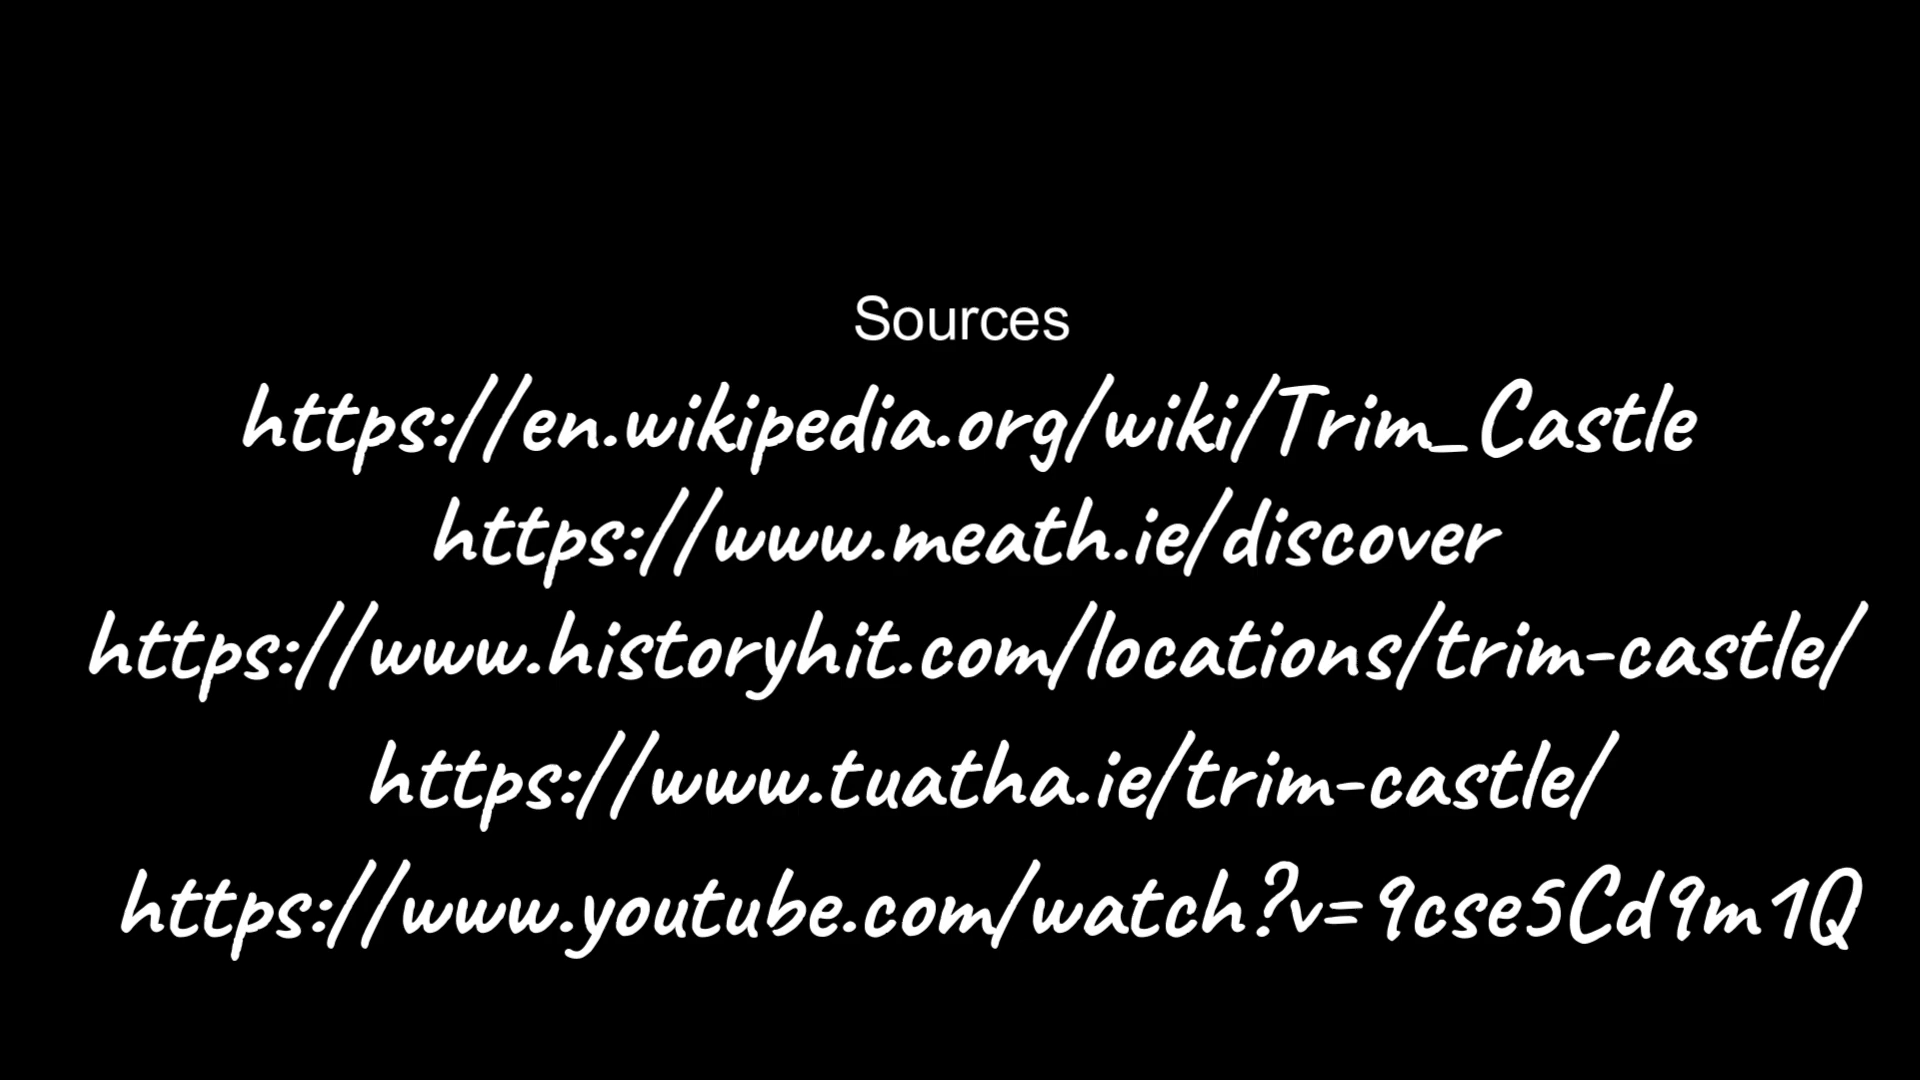 Sources
https://en.wikipedia.org/wiki/Trim_Castle
https://www.meath.ie/discover
https://www.historyhit.com/locations/trim-castle/
https://www.tuatha.ie/trim-castle/
https://www.youtube.com/watch?v=9cse5Cd9m1Q